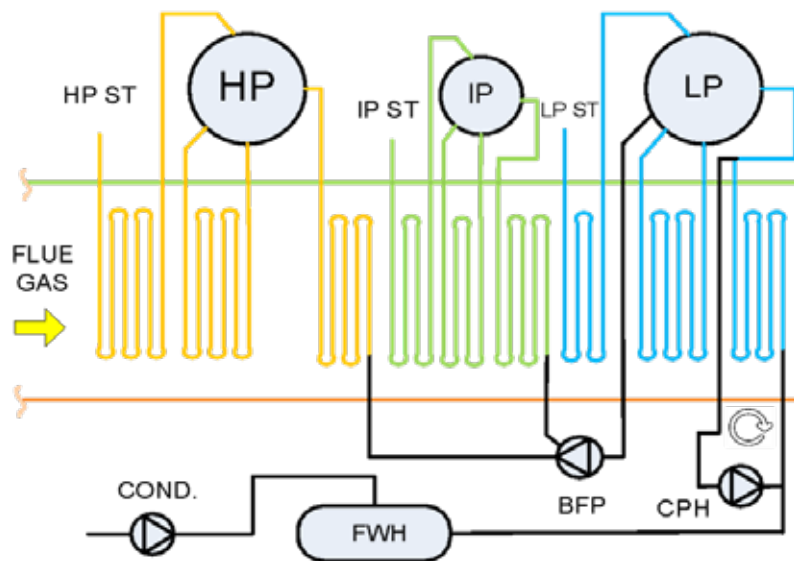 HP
IP
LP
HP ST
IP ST
LP ST
FLUE
GAS
COND.
FWH
BFP
CPH